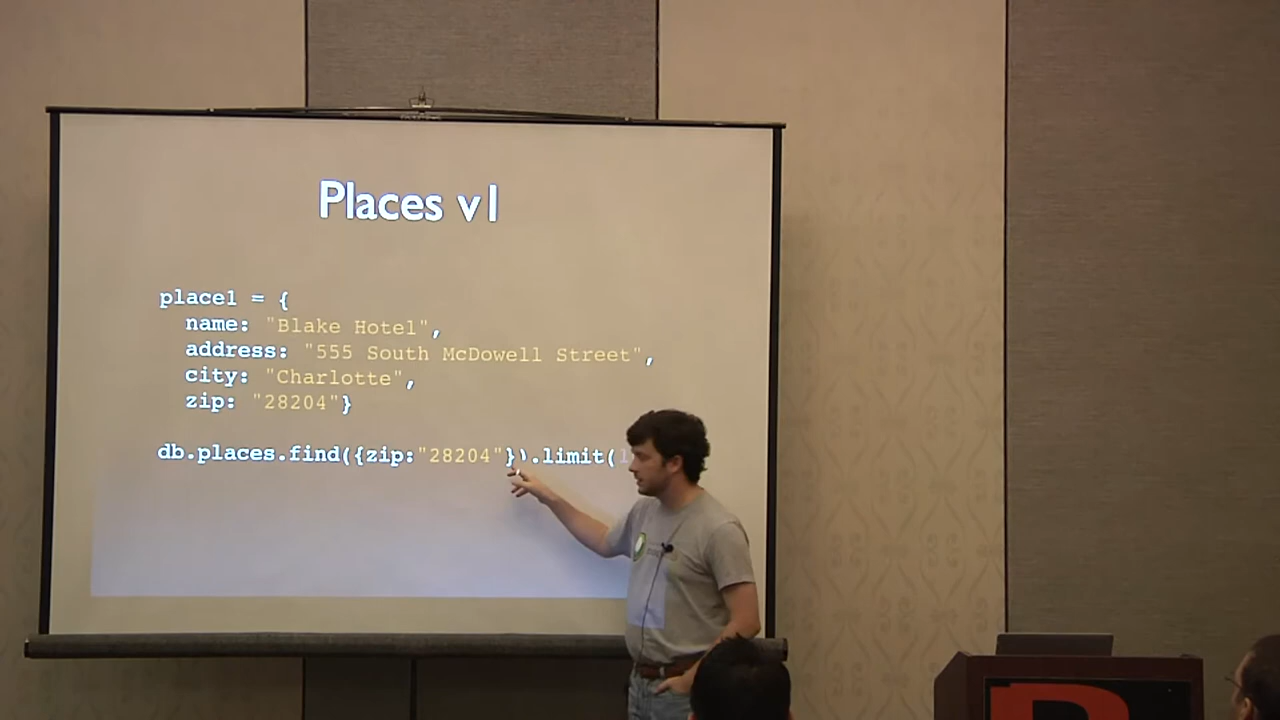 Places v1
place1 = {
name: "Blake Hotel",
address: "555 South McDowell Street",
city: "Charlotte",
zip: "28204"}
db.places.find({zip:"28204"}).limit(